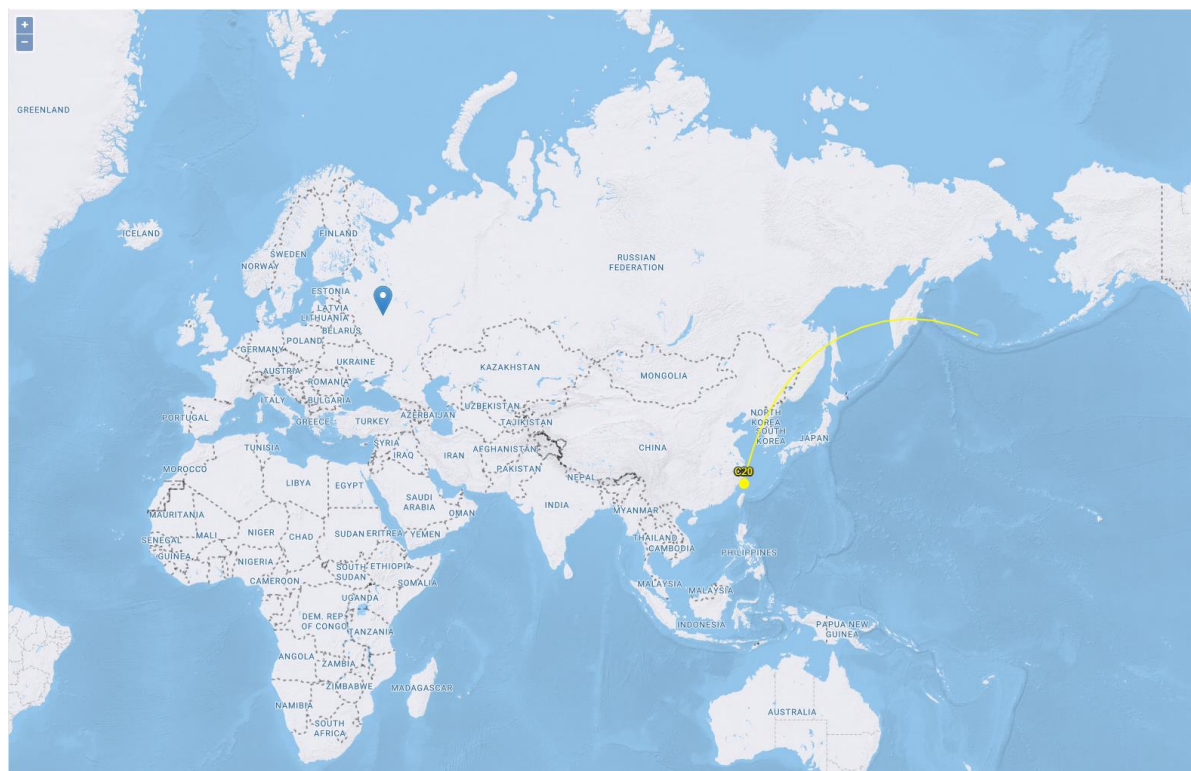 +
−
GREENLAND
ICELAND
FINLAND
SWEDEN
NORWAY
RUSSIAN
FEDERATION
ESTONIA
LATVIA
LITHUANIA
BELARUS
POLAND
GERMANY
UKRAINE
AUSTRIA
KAZAKHSTAN
MONGOLIA
ROMANIA
ITALY
BULGARIA
UZBEKISTAN
NORTH
KOREA
PORTUGAL
GREECE
TURKEY
AZERBAIJAN
TAJIKISTAN
SOUTH
KOREA
JAPAN
TUNISIA
SYRIA
IRAQ
IRAN
AFGHANISTAN
CHINA
MOROCCO
PAKISTAN
C20
NEPAL
LIBYA
EGYPT
SAUDI
ARABIA
OMAN
INDIA
MYANMAR
MAURITANIA
SENEGAL
MALI
NIGER
CHAD
SUDAN
ERITREA
YEMEN
THAILAND
CAMBODIA
PHILIPPINES
GUINEA
NIGERIA
SOUTH
SUDAN
ETHIOPIA
CAMEROON
SOMALIA
MALAYSIA
MALAYSIA
UGANDA
DEM. REP.
OF CONGO
TANZANIA
INDONESIA
PAPUA NEW
GUINEA
ANGOLA
ZAMBIA
ZIMBABWE
MADAGASCAR
NAMIBIA
AUSTRALIA
SOUTH
AFRICA